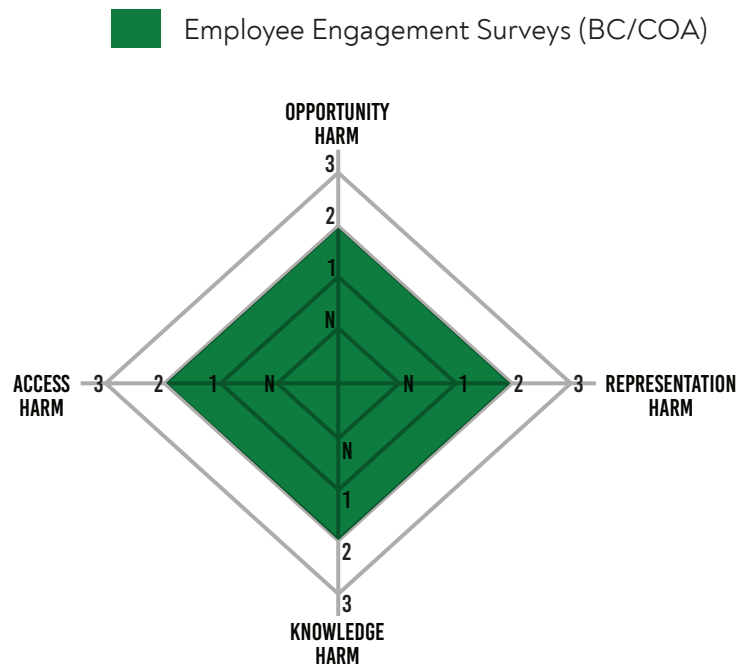 Employee Engagement Surveys (BC/COA)
OPPORTUNITY
HARM
3
2
1
N
ACCESS
HARM
3 2 1 N N 1 2 3
REPRESENTATION
HARM
N
1
2
3
KNOWLEDGE
HARM